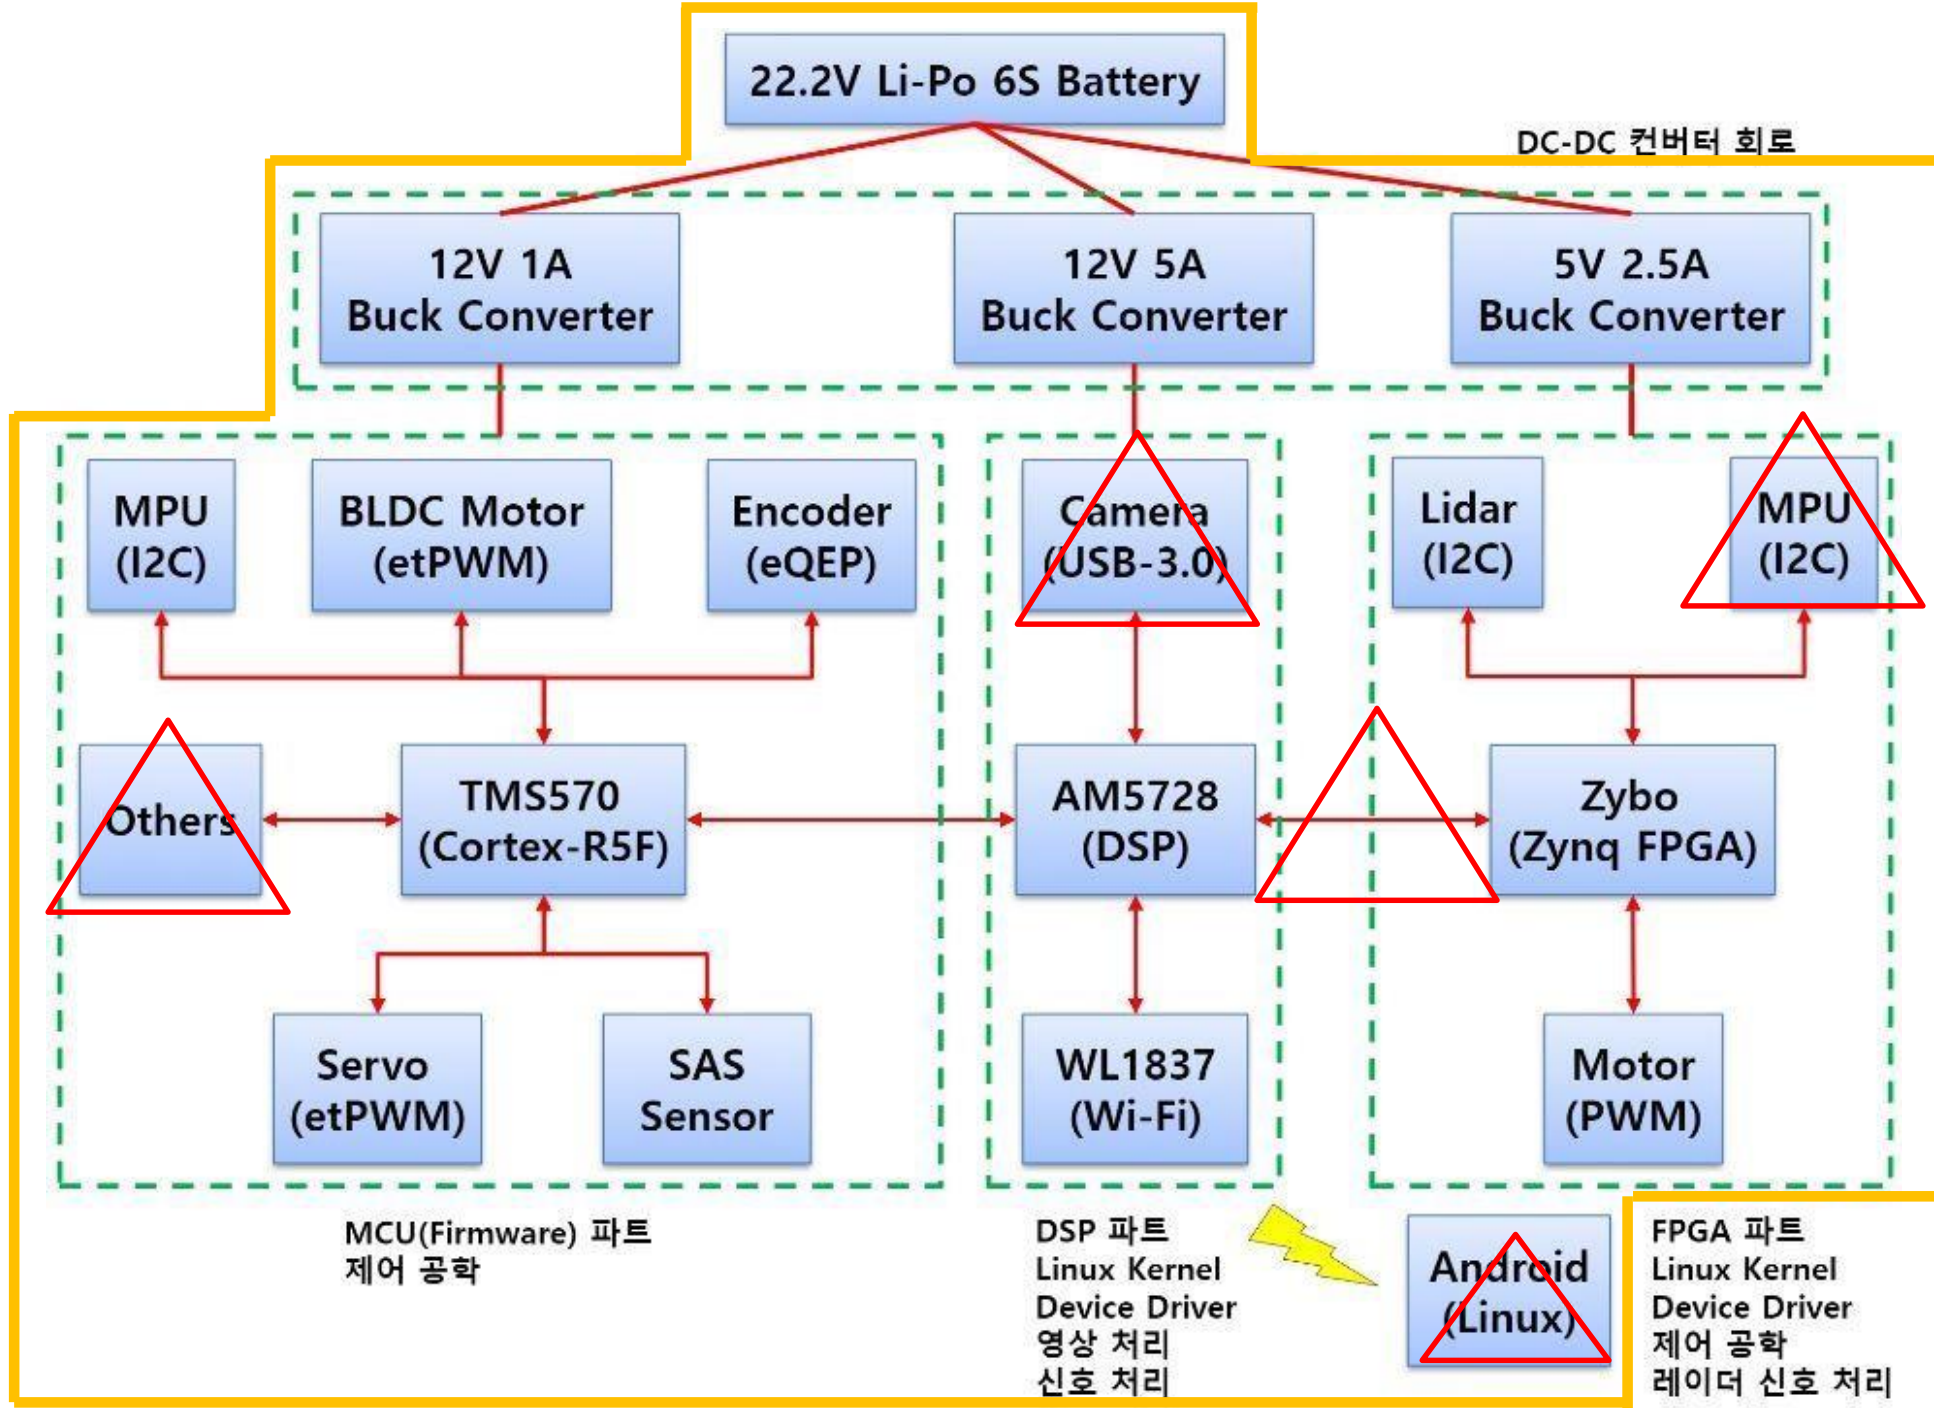 22.2V Li-Po 6S Battery
DC-DC 컨버터 회로
12V 1A
Buck Converter
12V 5A
Buck Converter
5V 2.5A
Buck Converter
MPU
(I2C)
BLDC Motor
(etPWM)
Encoder
(eQEP)
Camera
(USB-3.0)
Lidar
(I2C)
MPU
(I2C)
Others
TMS570
(Cortex-R5F)
AM5728
(DSP)
Zybo
(Zynq FPGA)
Servo
(etPWM)
SAS
Sensor
WL1837
(Wi-Fi)
Motor
(PWM)
MCU(Firmware) 파트
제어 공학
DSP 파트
Linux Kernel
Device Driver
영상 처리
신호 처리
Android
(Linux)
FPGA 파트
Linux Kernel
Device Driver
제어 공학
레이더 신호 처리